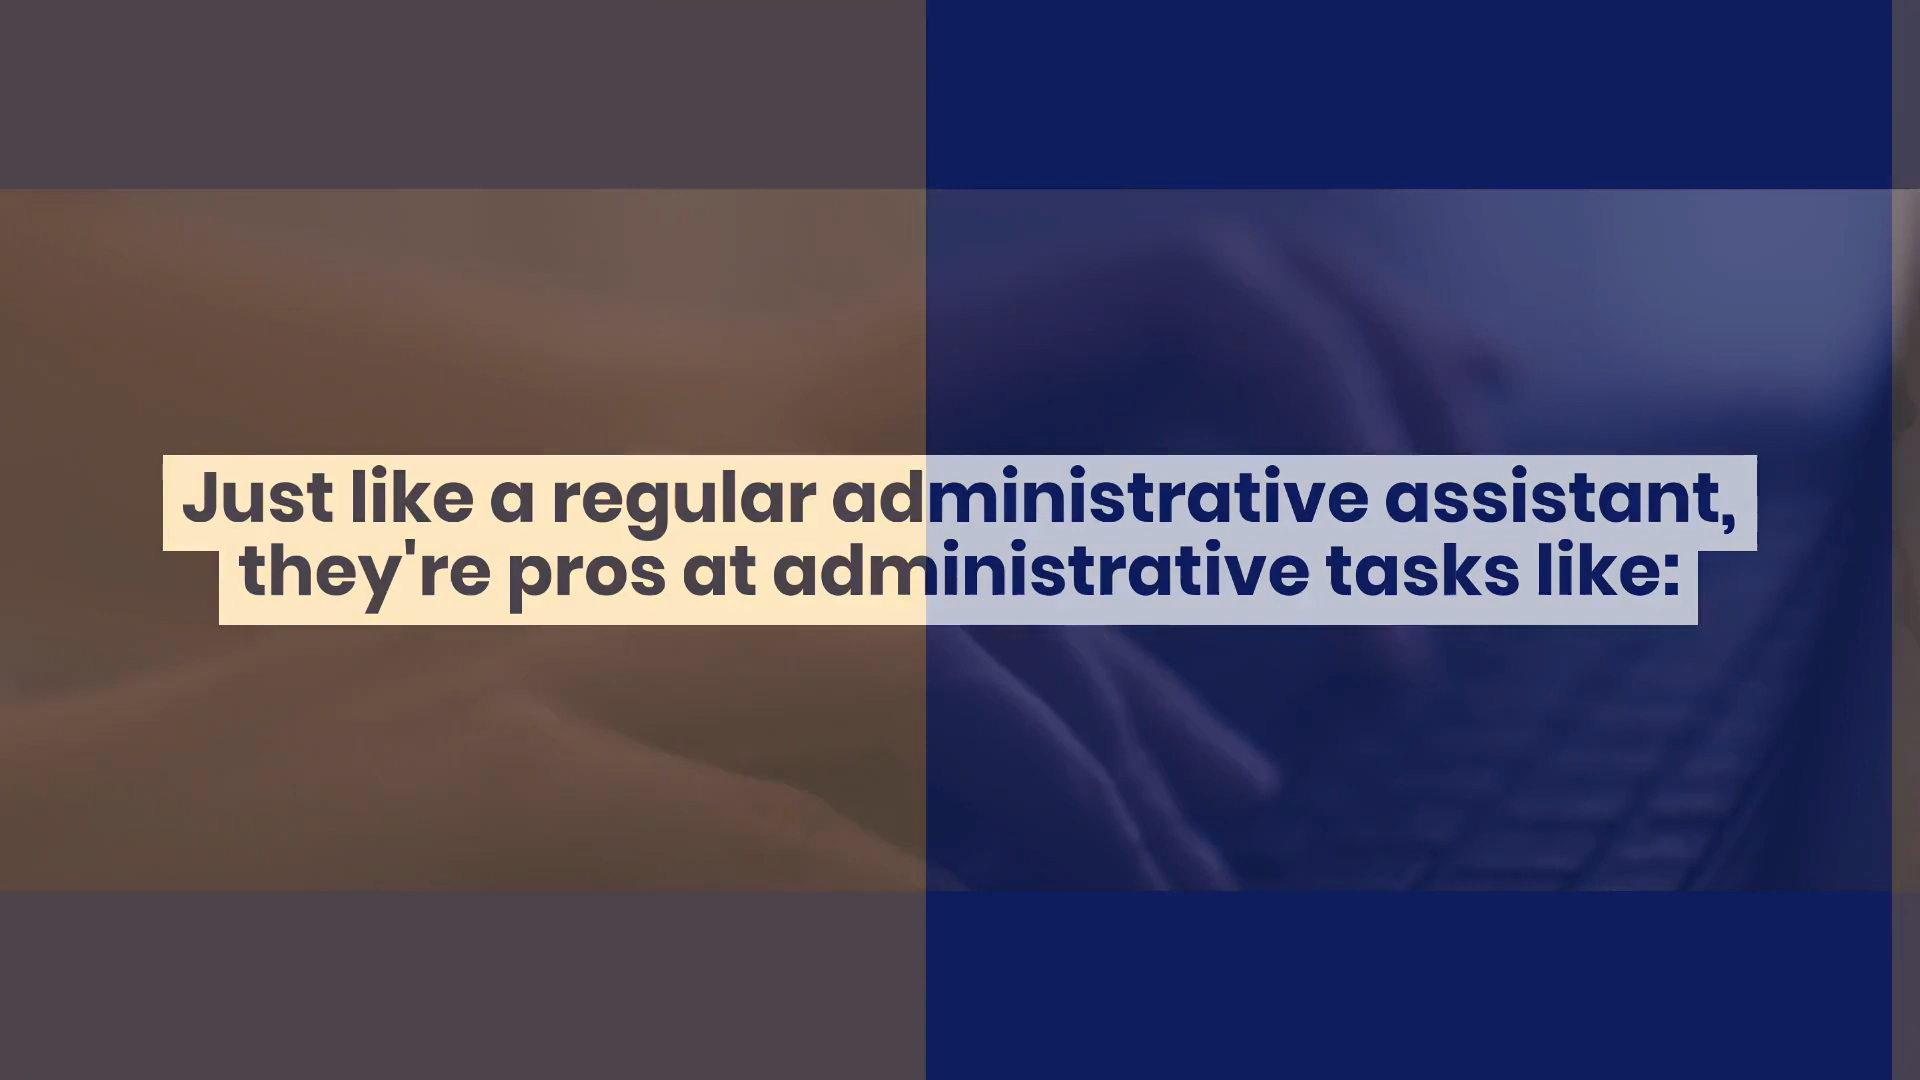 Just like a regular administrative assistant,
they're pros at administrative tasks like: